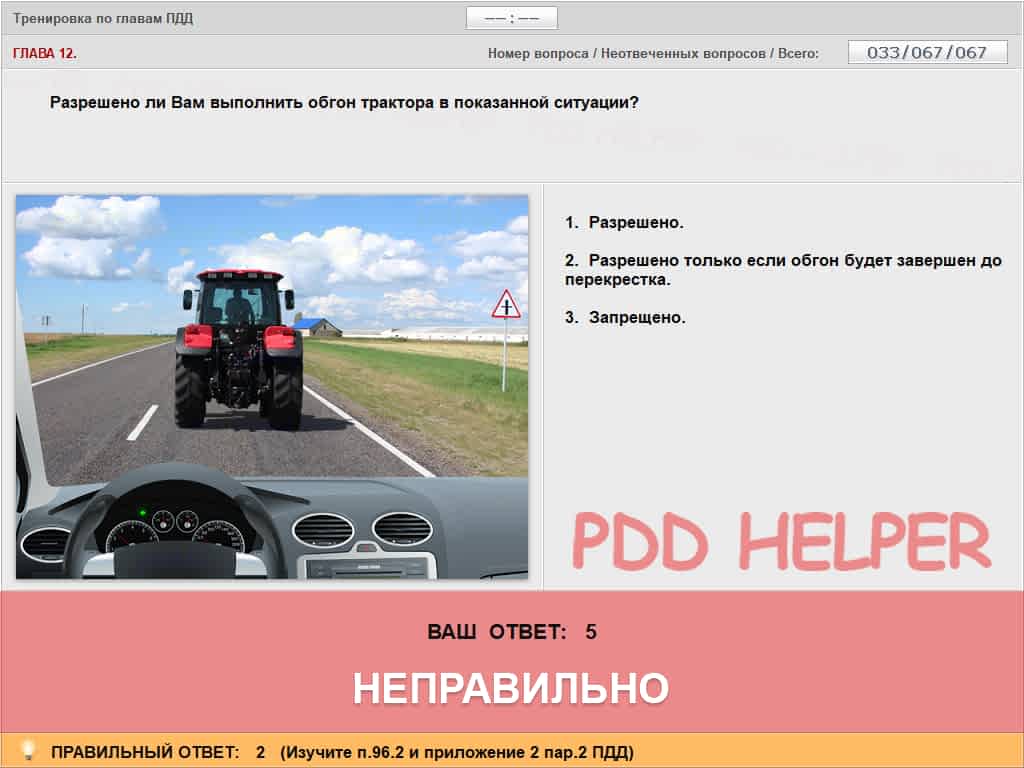 Тренировка по главам ПДД
–– : ––
ГЛАВА 12.
Номер вопроса / Неотвеченных вопросов / Всего:
033/067/067
Разрешено ли Вам выполнить обгон трактора в показанной ситуации?
1. Разрешено.
2. Разрешено только если обгон будет завершен до
перекрестка.
3. Запрещено.
PDD HELPER
ВАШ ОТВЕТ: 5
НЕПРАВИЛЬНО
ПРАВИЛЬНЫЙ ОТВЕТ: 2 (Изучите п.96.2 и приложение 2 пар.2 ПДД)